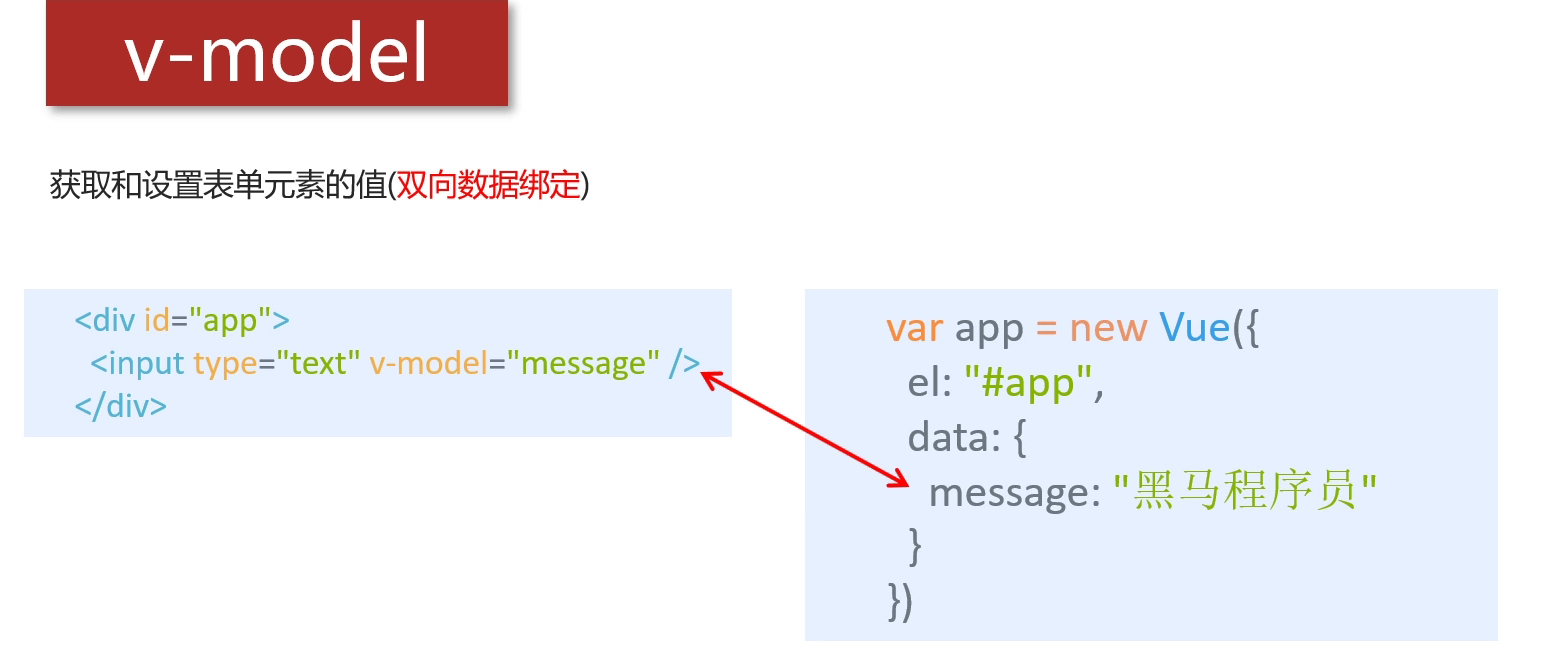 v-model
获取和设置表单元素的值(双向数据绑定)
<div id="app">
<input type="text" v-model="message" />
</div>
var app = new Vue({
el: "#app",
data: {
message: "黑马程序员"
}
})